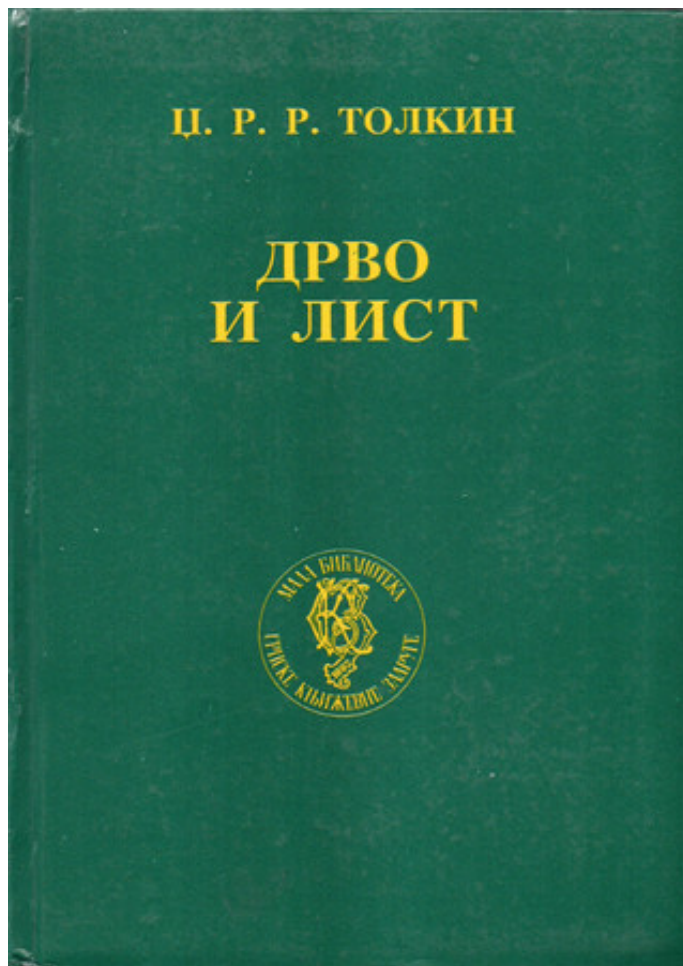 Џ. Р. Р. ТОЛКИН
ДРВО
И ЛИСТ
МАЛА БИБЛИОТЕКА
СРПСКЕ КЊИЖЕВНЕ ЗАДРУГЕ